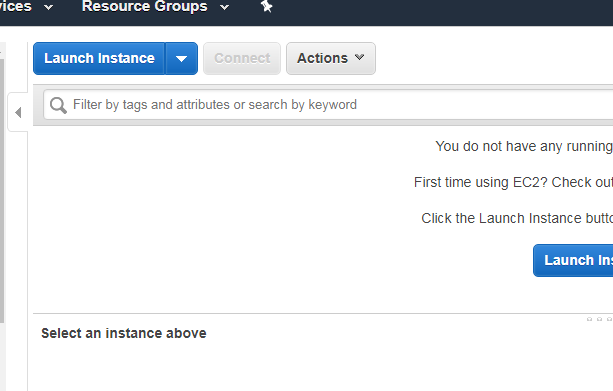 vices Resource Groups
Launch Instance Connect Actions
Filter by tags and attributes or search by keyword
You do not have any running
First time using EC2? Check out
Click the Launch Instance butto
Launch Ins
Select an instance above